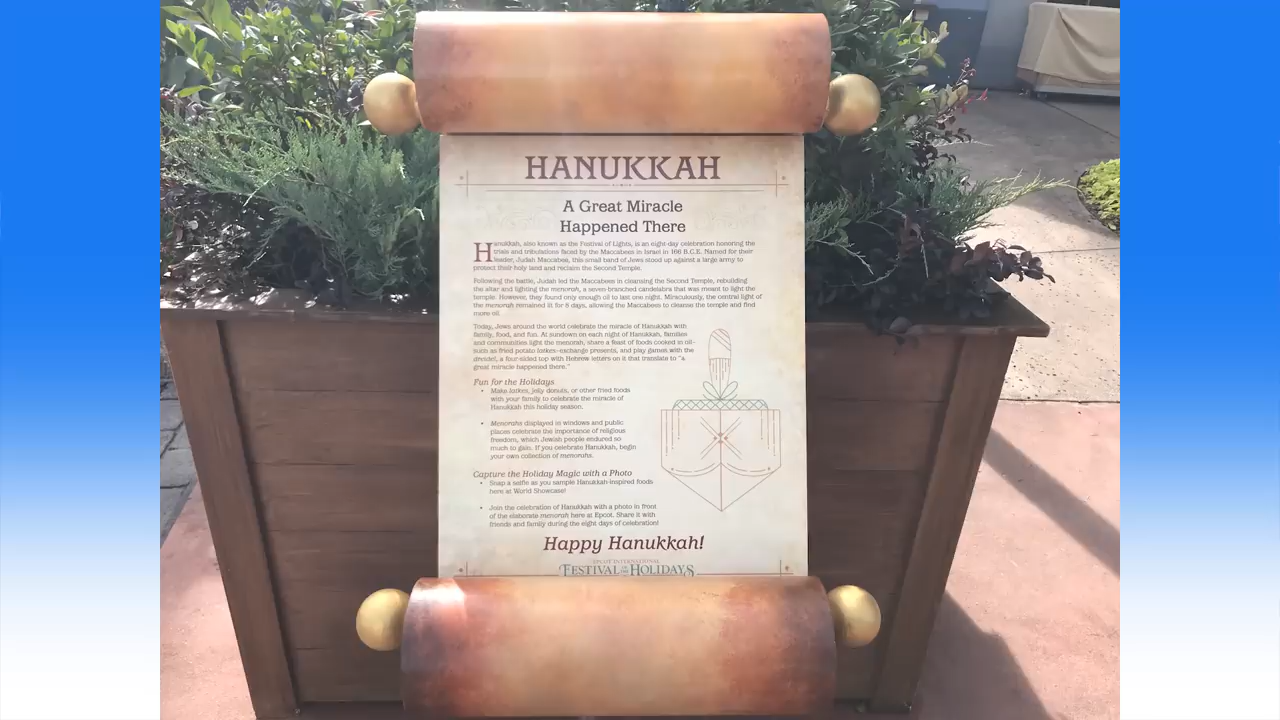 HANUKKAH
A Great Miracle
Happened There
Hanukkah, also known as the Festival of Lights, is an eight-day celebration honoring the
trials and tribulations faced by the Maccabees in Israel in 166 B.C.E. Named for their
leader, Judah Maccabea, this small band of Jews stood up against a large army to
protect their holy land and reclaim the Second Temple.
Following the battle, Judah led the Maccabees in cleansing the Second Temple, rebuilding
the altar and lighting the menorah, a seven-branched candelabra that was meant to light the
temple. However, they found only enough oil to last one night. Miraculously, the central light of
the menorah remained lit for 8 days, allowing the Maccabees to cleanse the temple and find
more oil.
Today, Jews around the world celebrate the miracle of Hanukkah with
family, food, and fun. At sundown on each night of Hanukkah, families
and communities light the menorah, share a feast of foods cooked in oil–
such as fried potato latkes–exchange presents, and play games with the
dreidel, a four-sided top with Hebrew letters on it that translate to "a
great miracle happened there."
Fun for the Holidays
• Make latkes, jelly donuts, or other fried foods
with your family to celebrate the miracle of
Hanukkah this holiday season.
• Menorahs displayed in windows and public
places celebrate the importance of religious
freedom, which Jewish people endured so
much to gain. If you celebrate Hanukkah, begin
your own collection of menorahs.
Capture the Holiday Magic with a Photo
• Snap a selfie as you sample Hanukkah-inspired foods
here at World Showcase!
• Join the celebration of Hanukkah with a photo in front
of the elaborate menorah here at Epcot. Share it with
friends and family during the eight days of celebration!
Happy Hanukkah!
EPCOT INTERNATIONAL
FESTIVAL OF THE HOLIDAYS